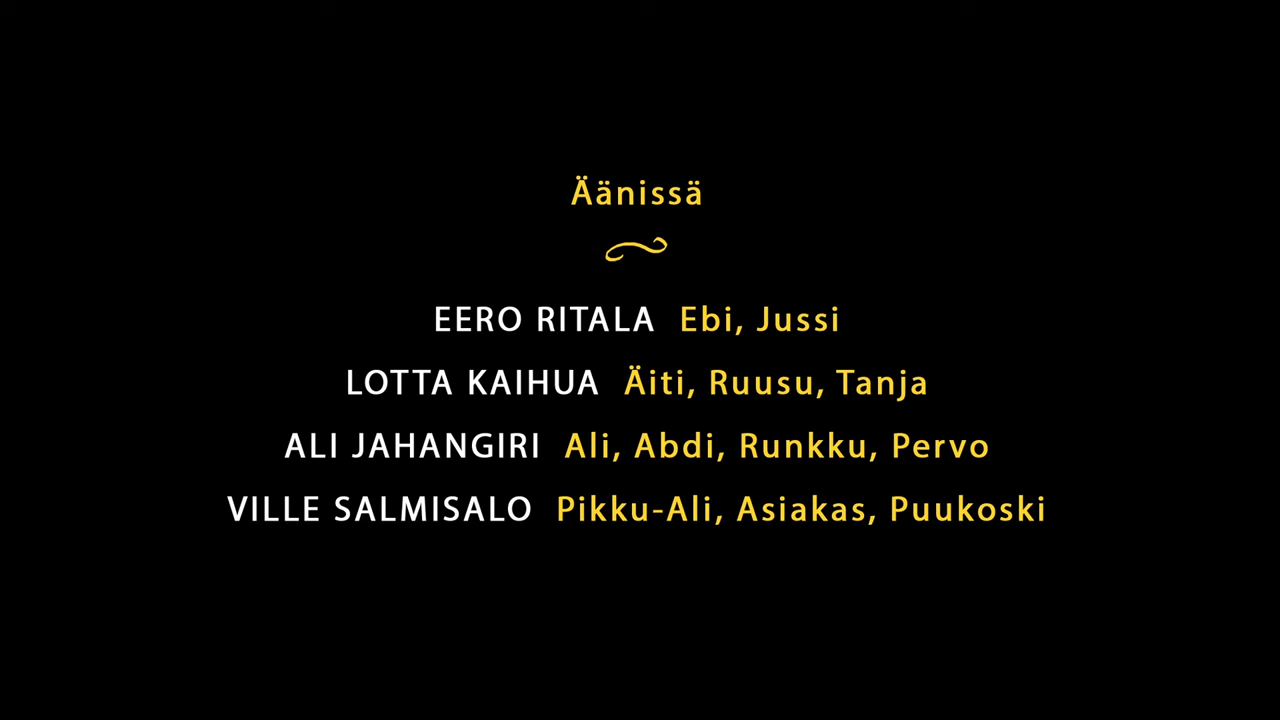 Äänissä
EERO RITALA Ebi, Jussi
LOTTA KAIHUA Äiti, Ruusu, Tanja
ALI JAHANGIRI Ali, Abdi, Runkku, Pervo
VILLE SALMISALO Pikku-Ali, Asiakas, Puukoski